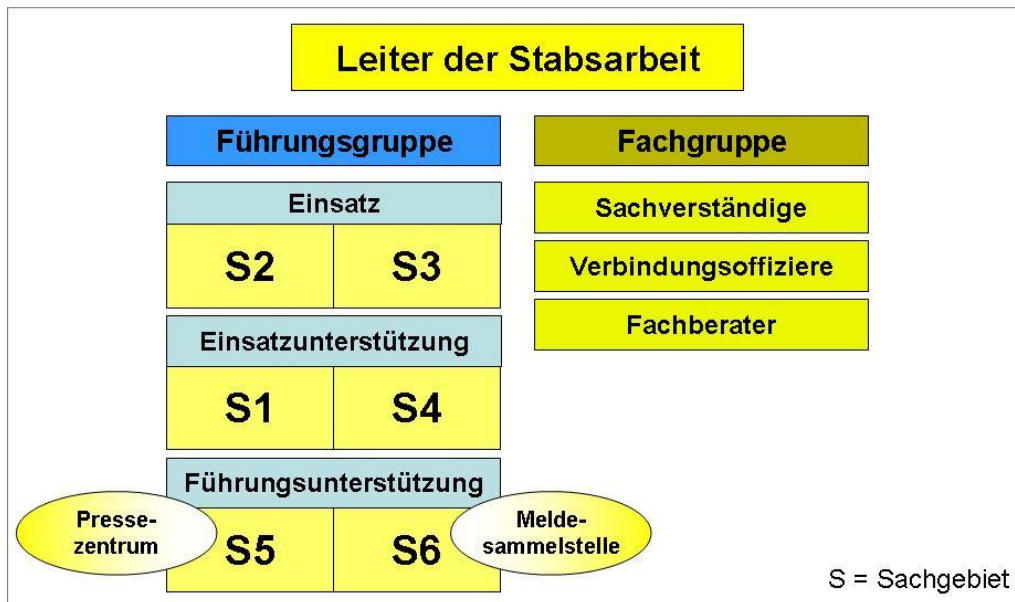 Leiter der Stabsarbeit
Führungsgruppe
Einsatz
S2 S3
Einsatzunterstützung
S1 S4
Führungsunterstützung
Presse-
zentrum
S5 S6
Melde-
sammelstelle
Fachgruppe
Sachverständige
Verbindungsoffiziere
Fachberater
S = Sachgebiet